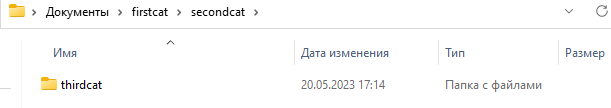 Документы › firstcat › secondcat ›
Имя Дата изменения Тип Размер
thirdcat 20.05.2023 17:14 Папка с файлами